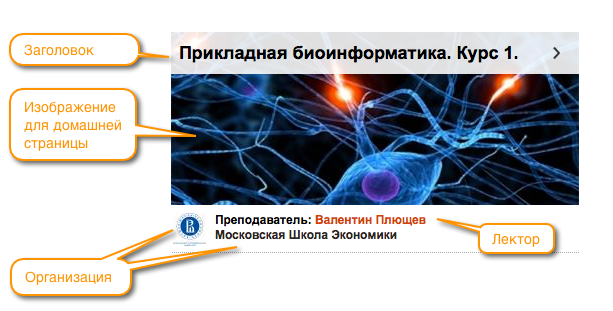 Заголовок
Прикладная биоинформатика. Курс 1.
Изображение
для домашней
страницы
Преподаватель: Валентин Плющев
Московская Школа Экономики
Лектор
Организация